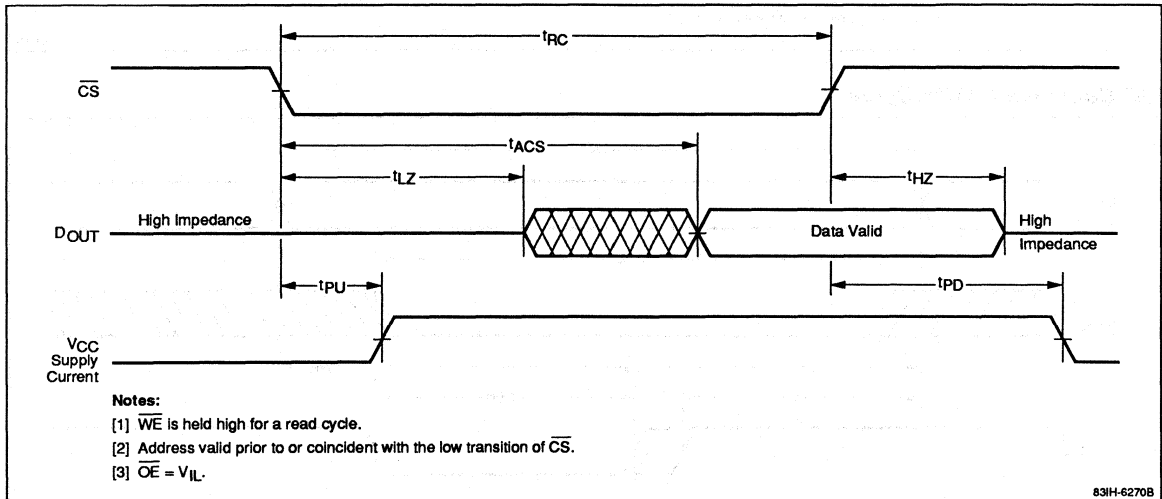 tRC
CS
tACS
tLZ
tHZ
High Impedance
DOUT
Data Valid
High
Impedance
tPU
tPD
VCC
Supply
Current
Notes:
[1] WE is held high for a read cycle.
[2] Address valid prior to or coincident with the low transition of CS.
[3] OE = VIL.
83IH-6270B